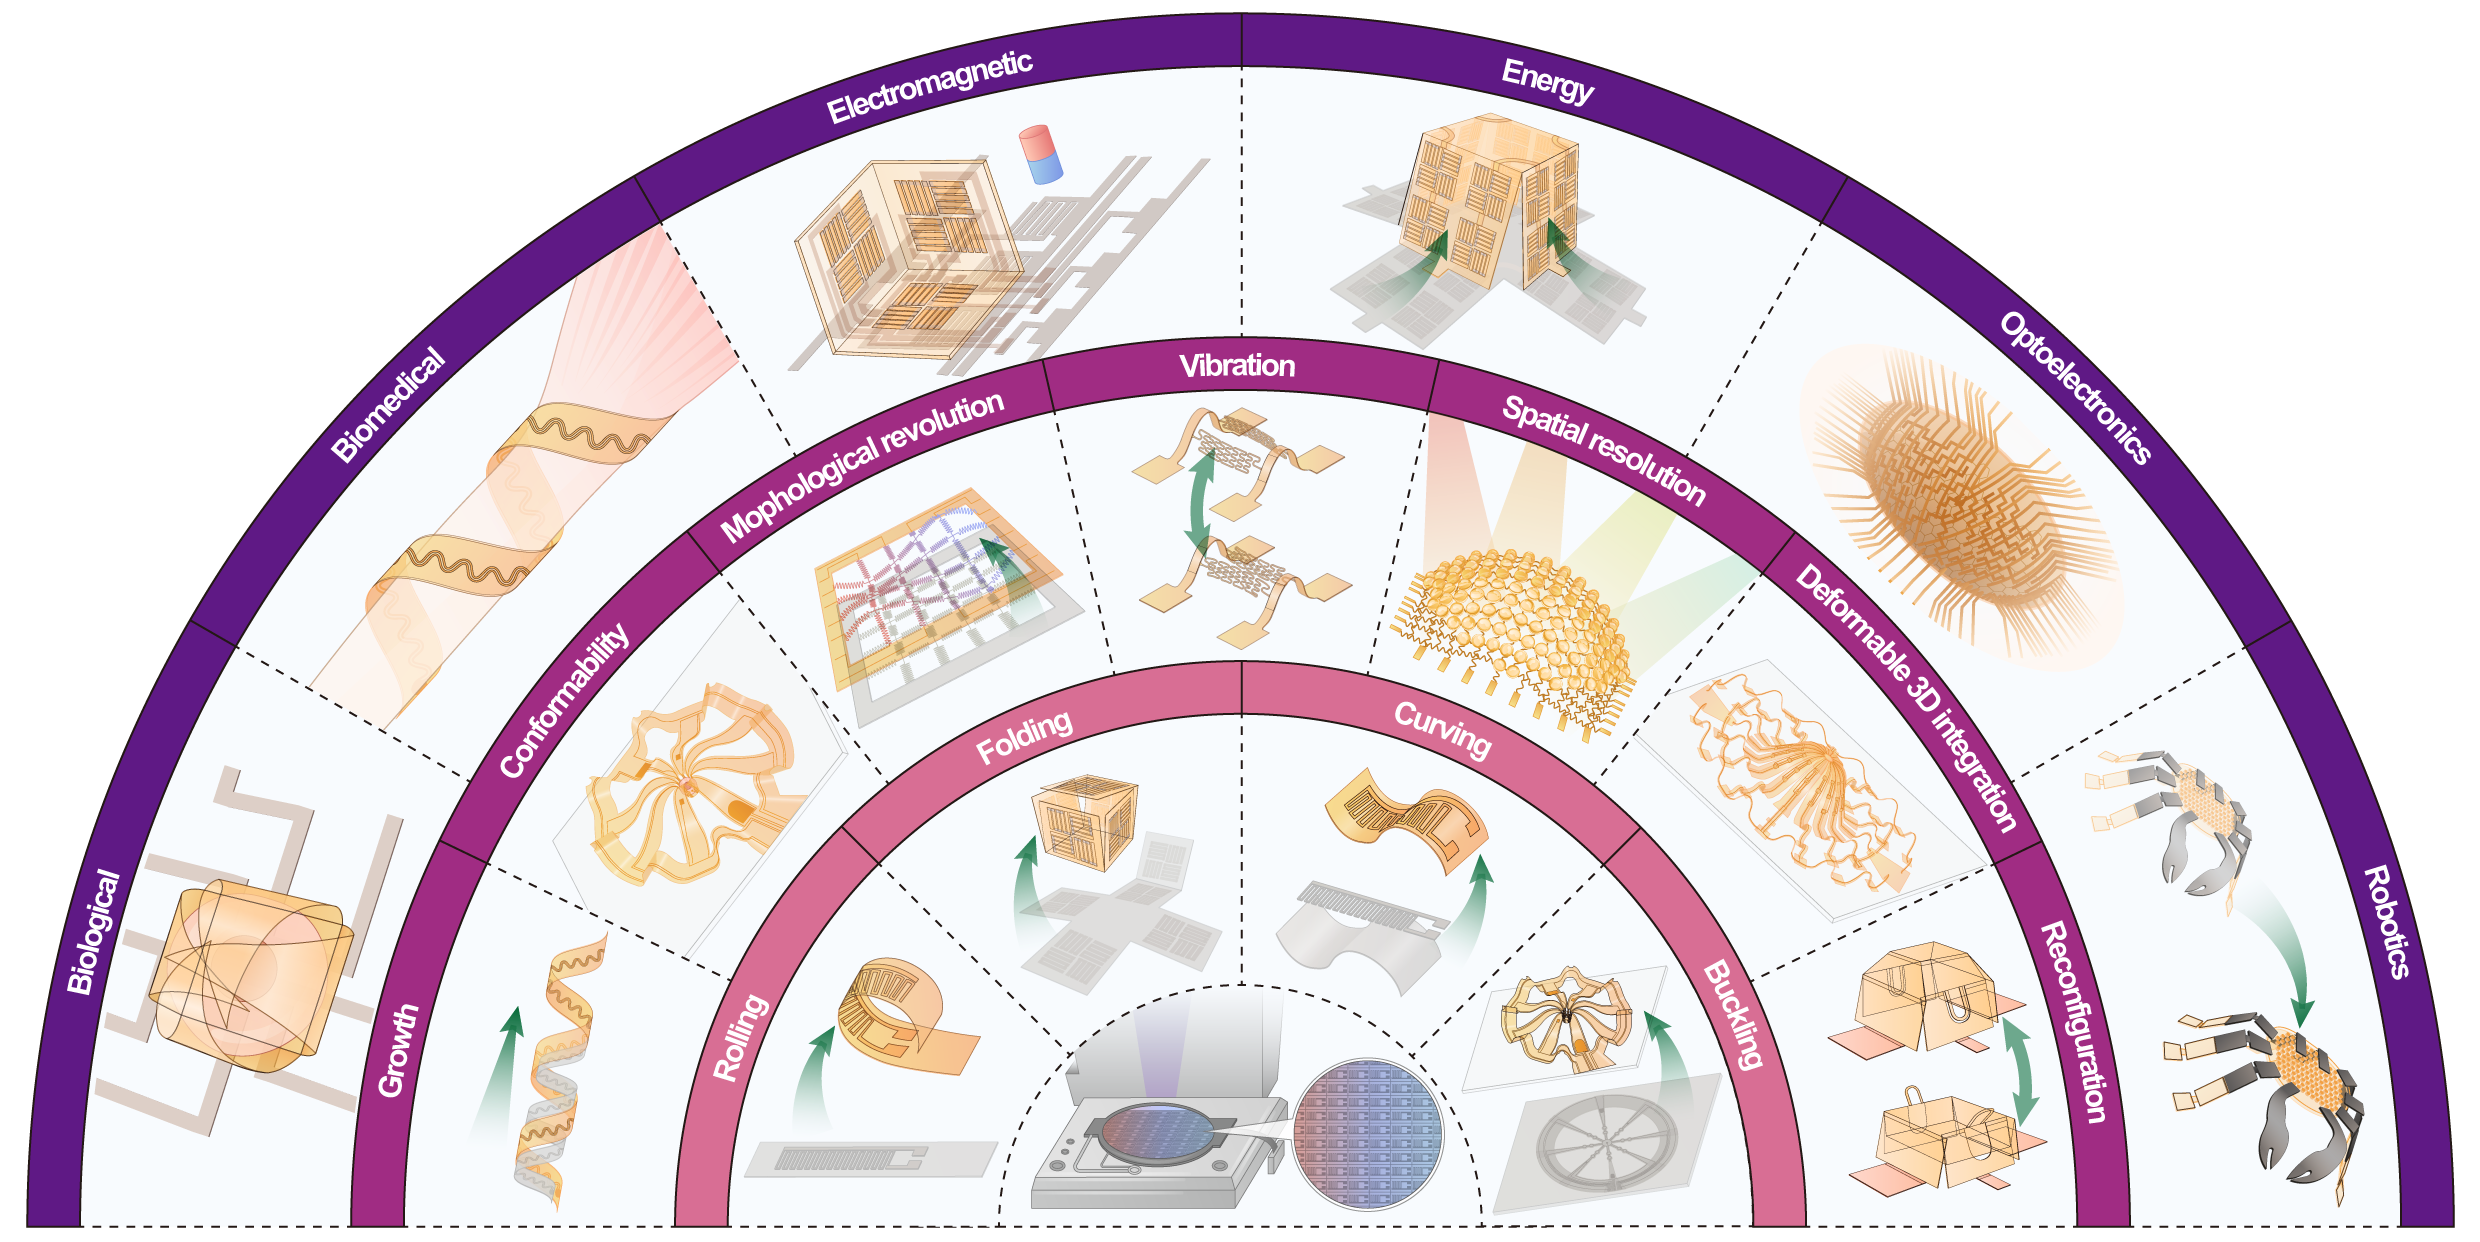 Biological
Biomedical
Electromagnetic
Energy
Optoelectronics
Robotics
Growth
Conformability
Mophological revolution
Vibration
Spatial resolution
Deformable 3D integration
Reconfiguration
Rolling
Folding
Curving
Buckling